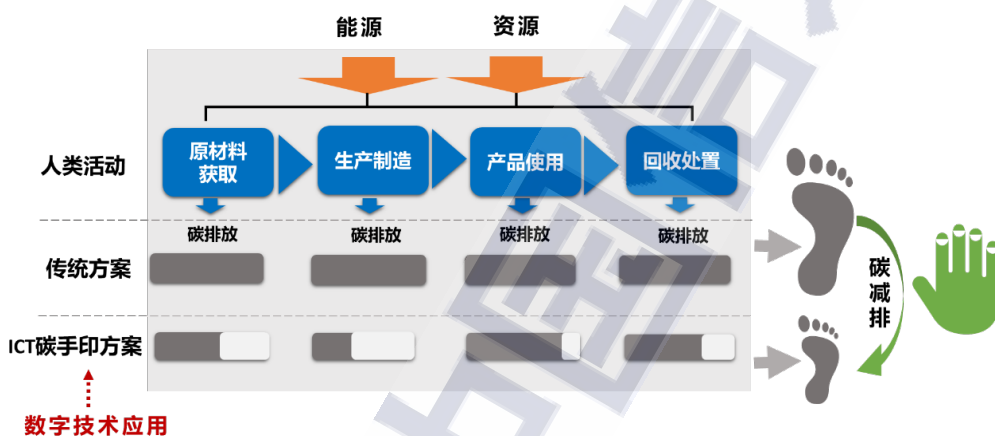 能源
资源
人类活动
原材料
获取
生产制造
产品使用
回收处置
碳排放
碳排放
碳排放
碳排放
传统方案
ICT碳手印方案
数字技术应用
碳
减
排